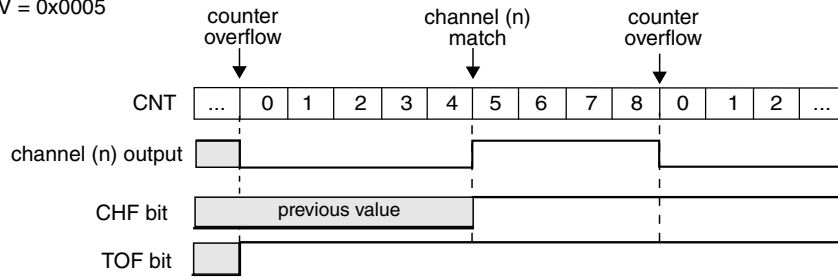 V = 0x0005
counter overflow
channel (n) match
counter overflow
CNT ... 0 1 2 3 4 5 6 7 8 0 1 2 ...
channel (n) output
CHF bit previous value
TOF bit